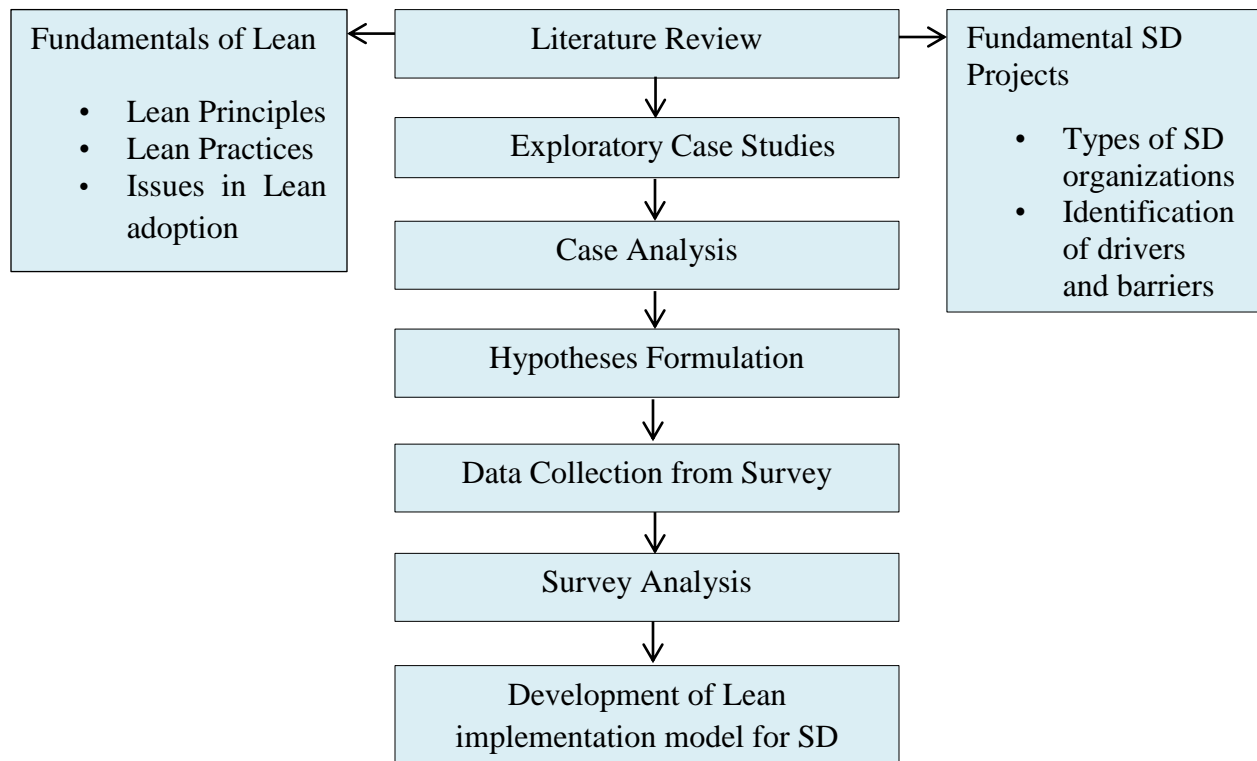 Fundamentals of Lean
• Lean Principles
• Lean Practices
• Issues in Lean
adoption
Literature Review
Fundamental SD
Projects
• Types of SD
organizations
• Identification
of drivers
and barriers
Exploratory Case Studies
Case Analysis
Hypotheses Formulation
Data Collection from Survey
Survey Analysis
Development of Lean
implementation model for SD